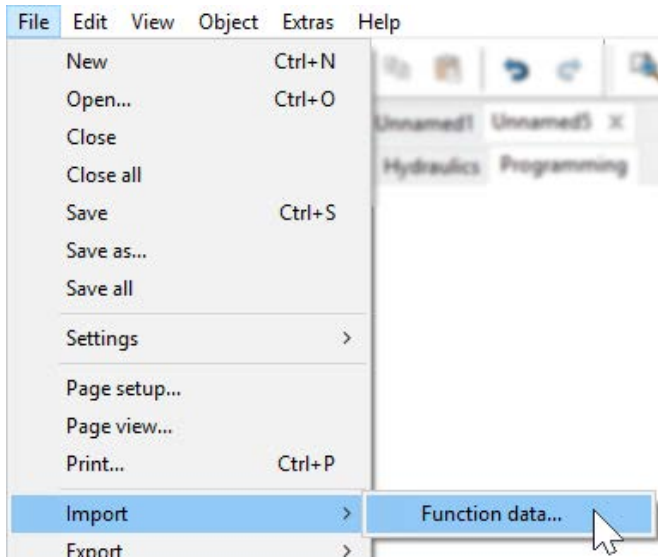 File Edit View Object Extras Help
New Ctrl+N
Open... Ctrl+O
Close
Unnamed1 Unnamed5 X
Close all
Hydraulics Programming
Save Ctrl+S
Save as...
Save all
Settings >
Page setup...
Page view...
Print... Ctrl+P
Import > Function data...
Export >